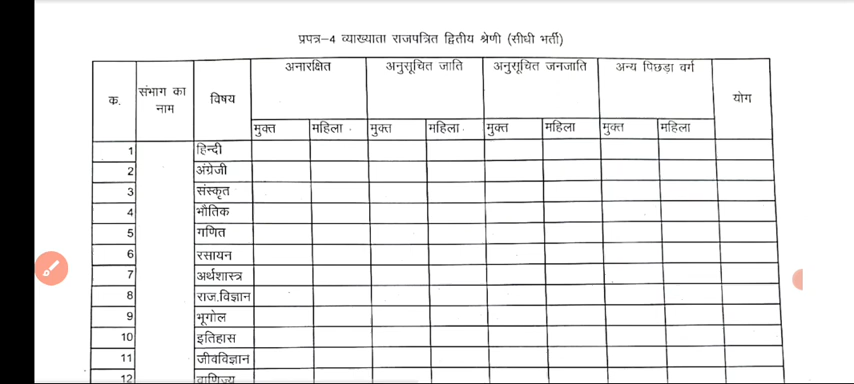 प्रपत्र–4 व्याख्याता राजपत्रित द्वितीय श्रेणी (सीधी भर्ती)
क. संभाग का नाम विषय अनारक्षित अनुसूचित जाति अनुसूचित जनजाति अन्य पिछड़ा वर्ग योग
मुक्त महिला मुक्त महिला मुक्त महिला मुक्त महिला
1 हिन्दी
2 अंग्रेजी
3 संस्कृत
4 भौतिक
5 गणित
6 रसायन
7 अर्थशास्त्र
8 राज.विज्ञान
9 भूगोल
10 इतिहास
11 जीवविज्ञान
12 वाणिज्य